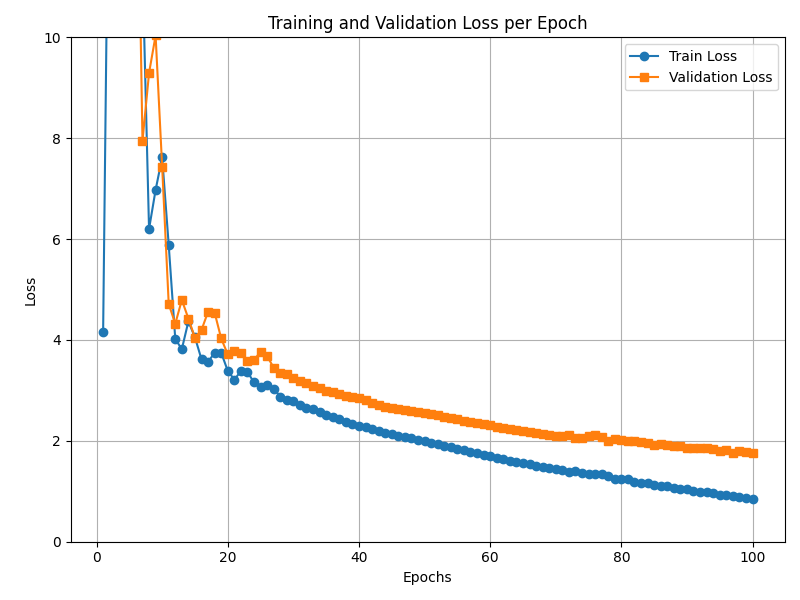 Training and Validation Loss per Epoch
Train Loss
Validation Loss
10
8
6
4
2
0
Loss
0 20 40 60 80 100
Epochs